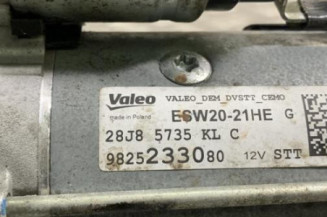 Valeo VALEO_DEM_DVSTT_CEMO
made in Poland ESW20-21HE G
28J8 5735 KL C
9825233080 12V STT